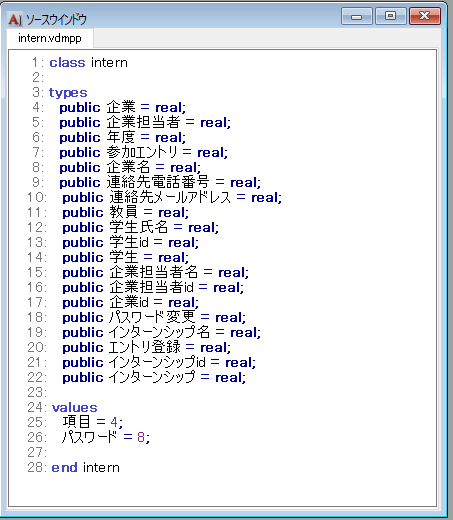 ソースウインドウ
intern.vdmpp
1: class intern
2:
3: types
4: public 企業 = real;
5: public 企業担当者 = real;
6: public 年度 = real;
7: public 参加エントリ = real;
8: public 企業名 = real;
9: public 連絡先電話番号 = real;
10: public 連絡先メールアドレス = real;
11: public 教員 = real;
12: public 学生氏名 = real;
13: public 学生id = real;
14: public 学生 = real;
15: public 企業担当者名 = real;
16: public 企業担当者id = real;
17: public 企業id = real;
18: public パスワード変更 = real;
19: public インターンシップ名 = real;
20: public エントリ登録 = real;
21: public インターンシップid = real;
22: public インターンシップ = real;
23:
24: values
25: 項目 = 4;
26: パスワード = 8;
27:
28: end intern